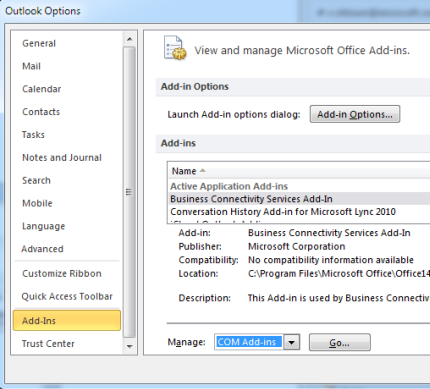 Outlook Options
General
Mail
Calendar
Contacts
Tasks
Notes and Journal
Search
Mobile
Language
Advanced
Customize Ribbon
Quick Access Toolbar
Add-Ins
Trust Center
View and manage Microsoft Office Add-ins.
Add-in Options
Launch Add-in options dialog: Add-in Options...
Add-ins
Name
Active Application Add-ins
Business Connectivity Services Add-In
Conversation History Add-in for Microsoft Lync 2010
Add-in: Business Connectivity Services Add-In
Publisher: Microsoft Corporation
Compatibility: No compatibility information available
Location: C:\Program Files\Microsoft Office\Office14
Description: This Add-in is used by Business Connectiv
Manage: COM Add-ins Go...